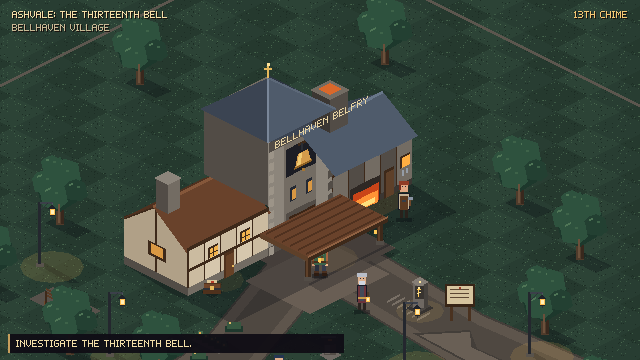 ASHVALE: THE THIRTEENTH BELL
BELLHAVEN VILLAGE
13TH CHIME
BELLHAVEN BELFRY
INVESTIGATE THE THIRTEENTH BELL.